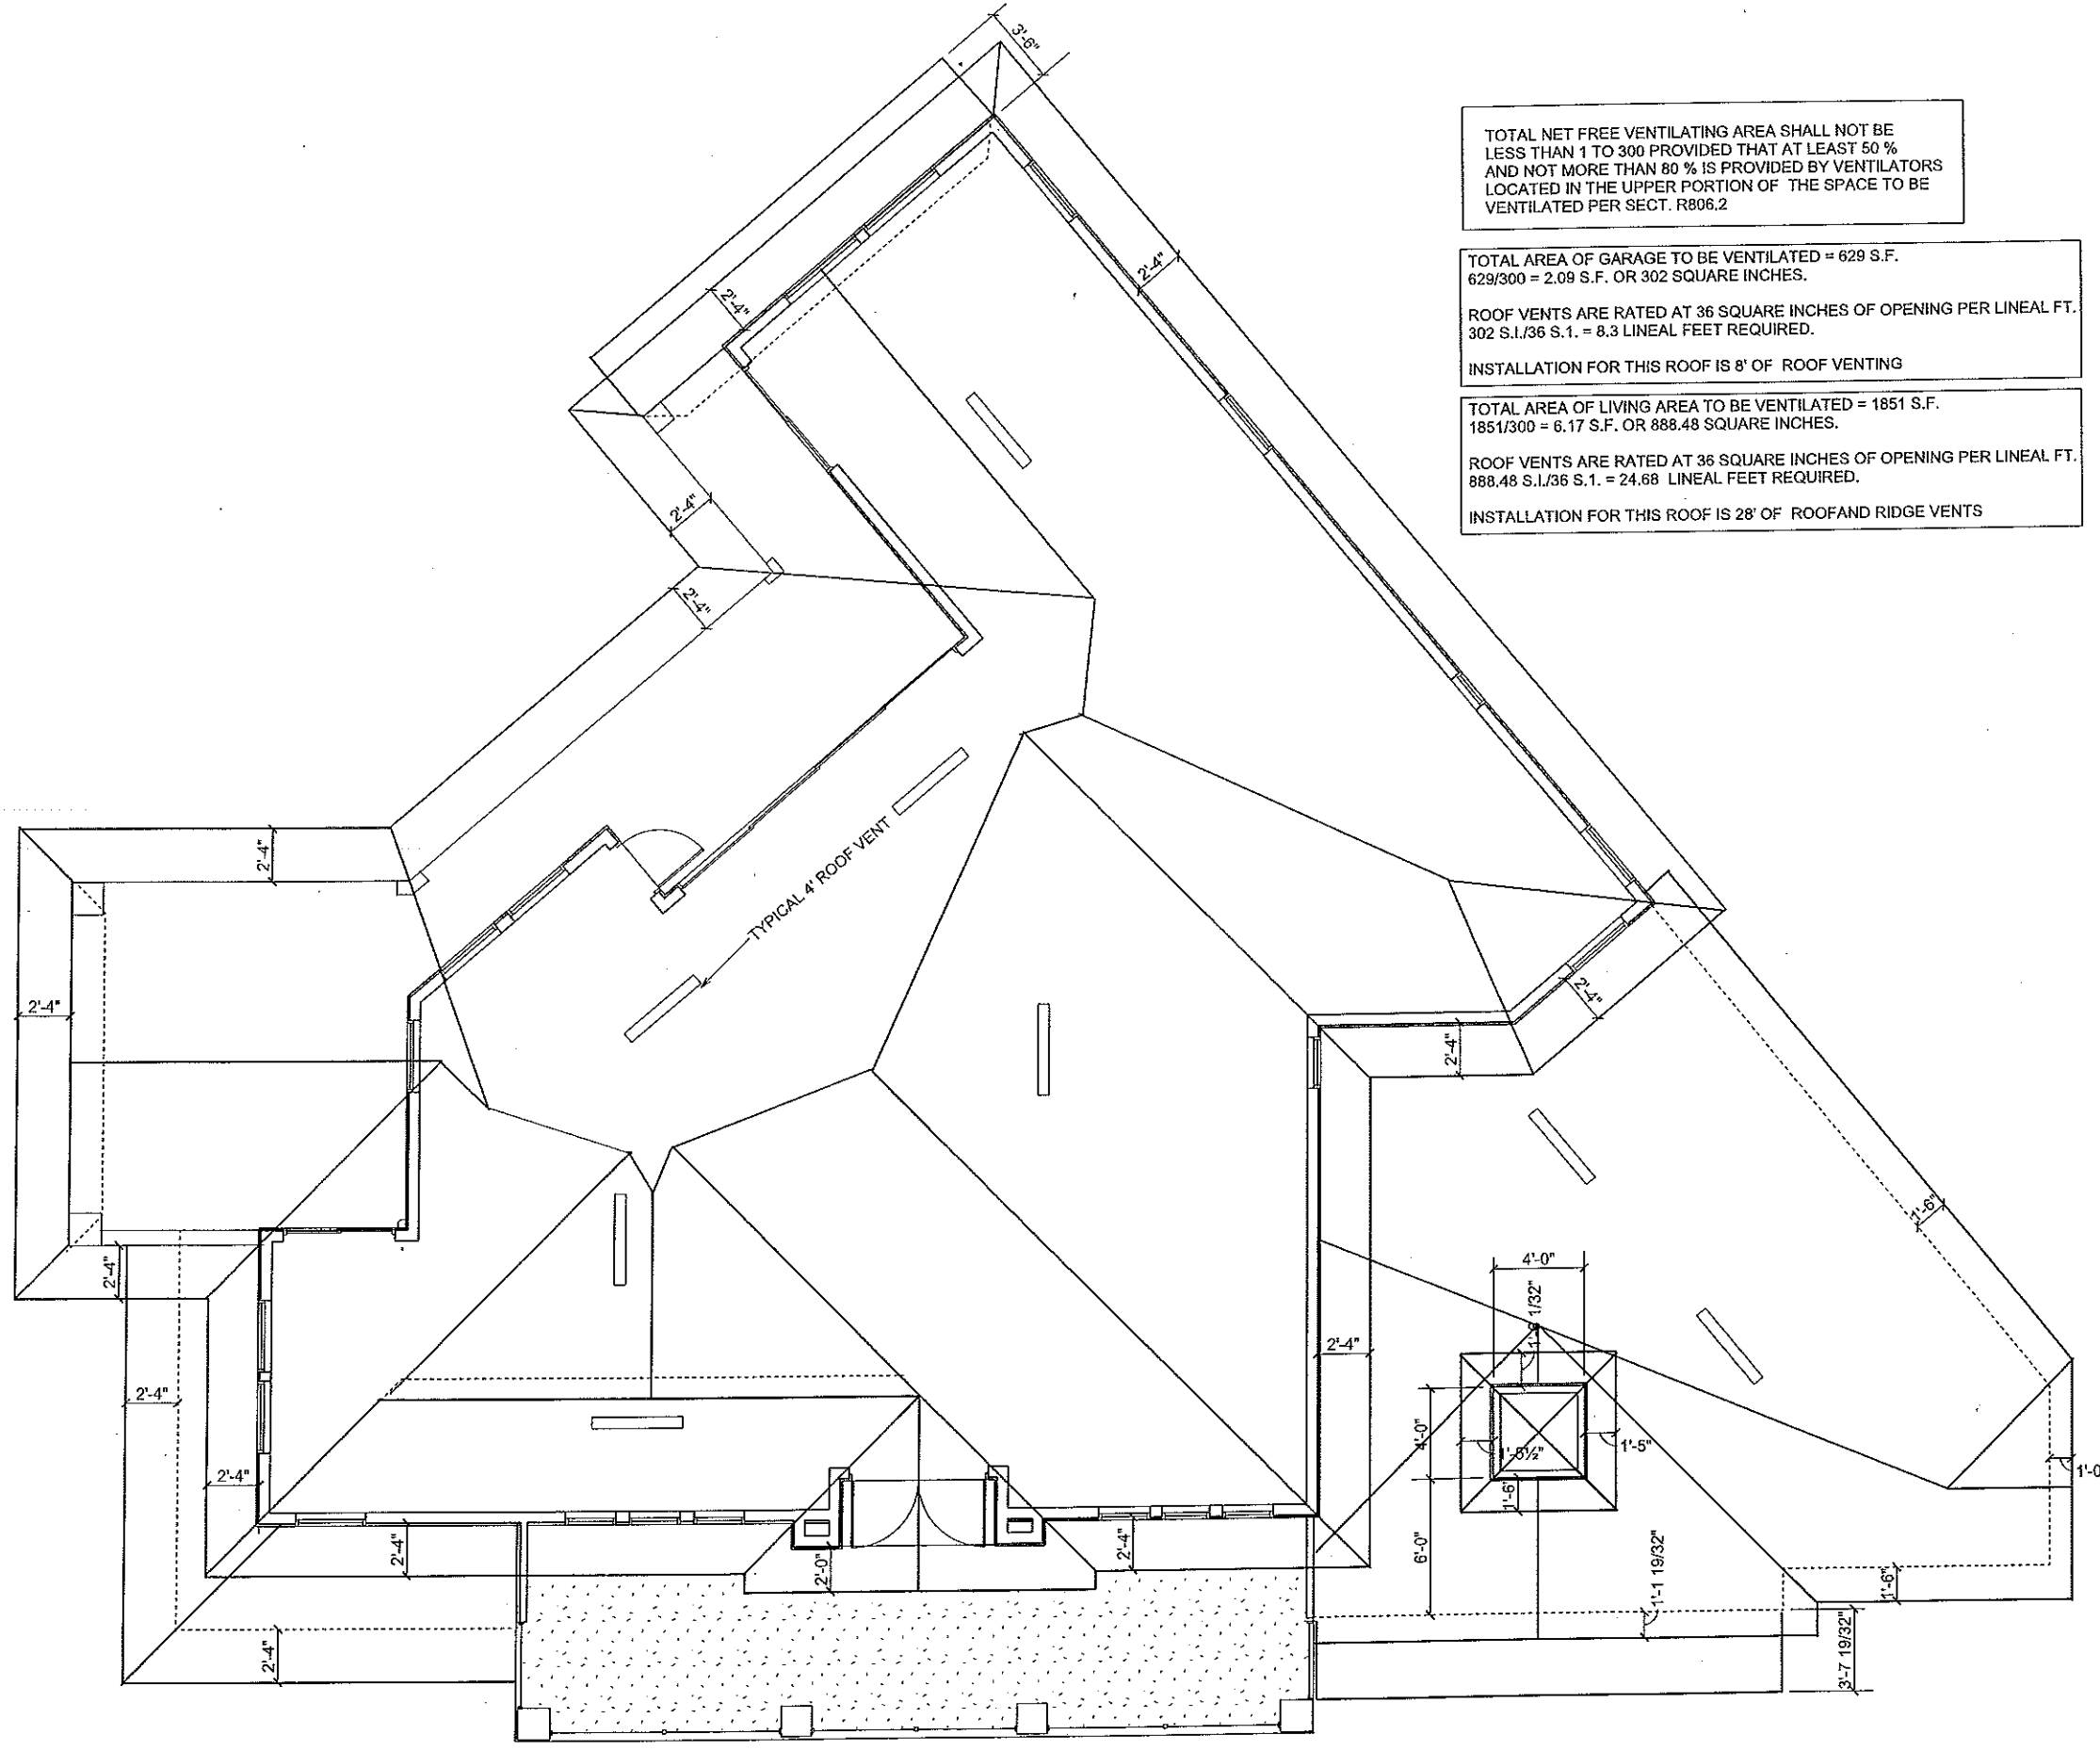 3'-6"
TOTAL NET FREE VENTILATING AREA SHALL NOT BE
LESS THAN 1 TO 300 PROVIDED THAT AT LEAST 50 %
AND NOT MORE THAN 80 % IS PROVIDED BY VENTILATORS
LOCATED IN THE UPPER PORTION OF THE SPACE TO BE
VENTILATED PER SECT. R806.2
TOTAL AREA OF GARAGE TO BE VENTILATED = 629 S.F.
629/300 = 2.09 S.F. OR 302 SQUARE INCHES.
ROOF VENTS ARE RATED AT 36 SQUARE INCHES OF OPENING PER LINEAL FT.
302 S.I./36 S.1. = 8.3 LINEAL FEET REQUIRED.
INSTALLATION FOR THIS ROOF IS 8' OF ROOF VENTING
TOTAL AREA OF LIVING AREA TO BE VENTILATED = 1851 S.F.
1851/300 = 6.17 S.F. OR 888.48 SQUARE INCHES.
ROOF VENTS ARE RATED AT 36 SQUARE INCHES OF OPENING PER LINEAL FT.
888.48 S.I./36 S.1. = 24.68 LINEAL FEET REQUIRED.
INSTALLATION FOR THIS ROOF IS 28' OF ROOFAND RIDGE VENTS
2'-4"
2'-4"
2'-4"
2'-4"
2'-4"
TYPICAL 4' ROOF VENT
2'-4"
2'-4"
2'-4"
1'-6"
2'-4"
4'-0"
1/32"
2'-4"
2'-4"
4'-0"
1'-5"
1'-0
2'-4"
1'-6"
2'-4"
2'-0"
2'-4"
6'-0"
1'-1 19/32"
1'-6"
2'-4"
3'-7 19/32"